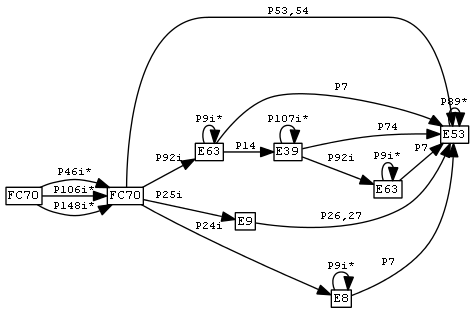 P53,54
P89*
P7
E53
P9i*
P107i*
P74
E63
P14
E39
P7
P92i
P92i
P9i*
P46i*
E63
FC70
P106i*
FC70
P25i
P148i*
E9
P26,27
P24i
P7
P9i*
E8